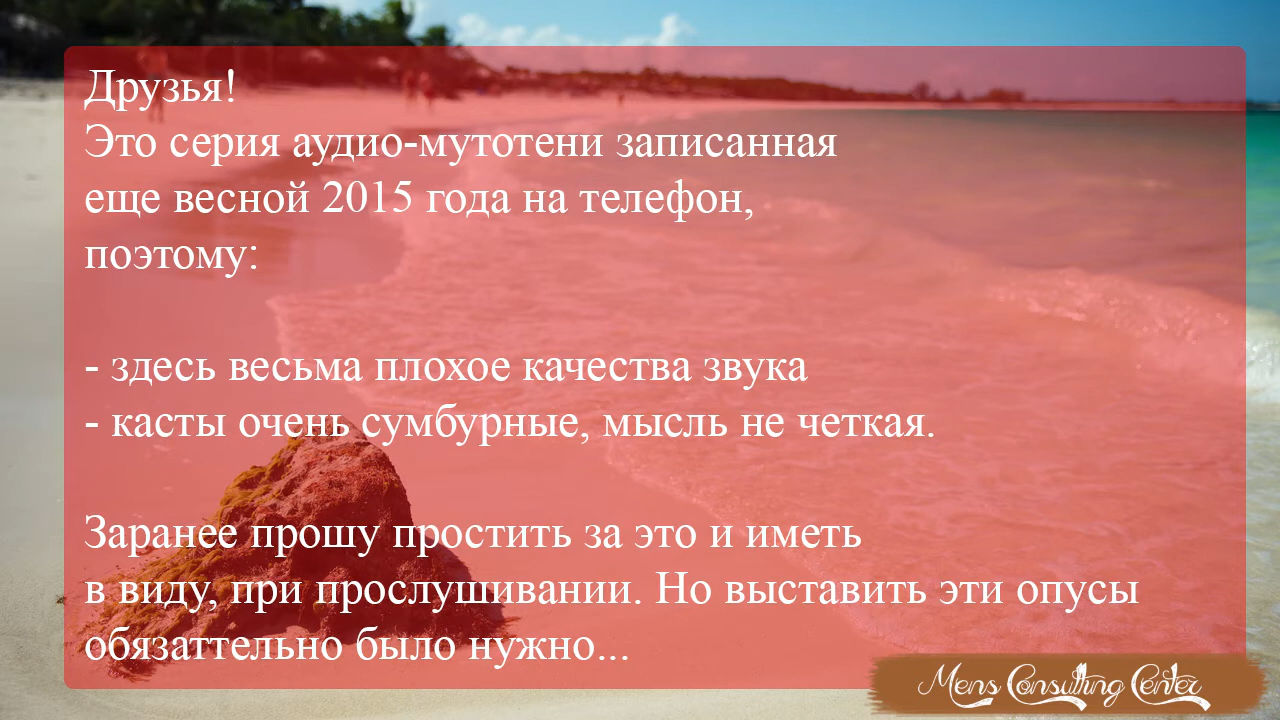 Друзья!
Это серия аудио-мутотени записанная
еще весной 2015 года на телефон,
поэтому:
- здесь весьма плохое качества звука
- касты очень сумбурные, мысль не четкая.
Заранее прошу простить за это и иметь
в виду, при прослушивании. Но выставить эти опусы
обязаттельно было нужно...
Mens Consulting Center